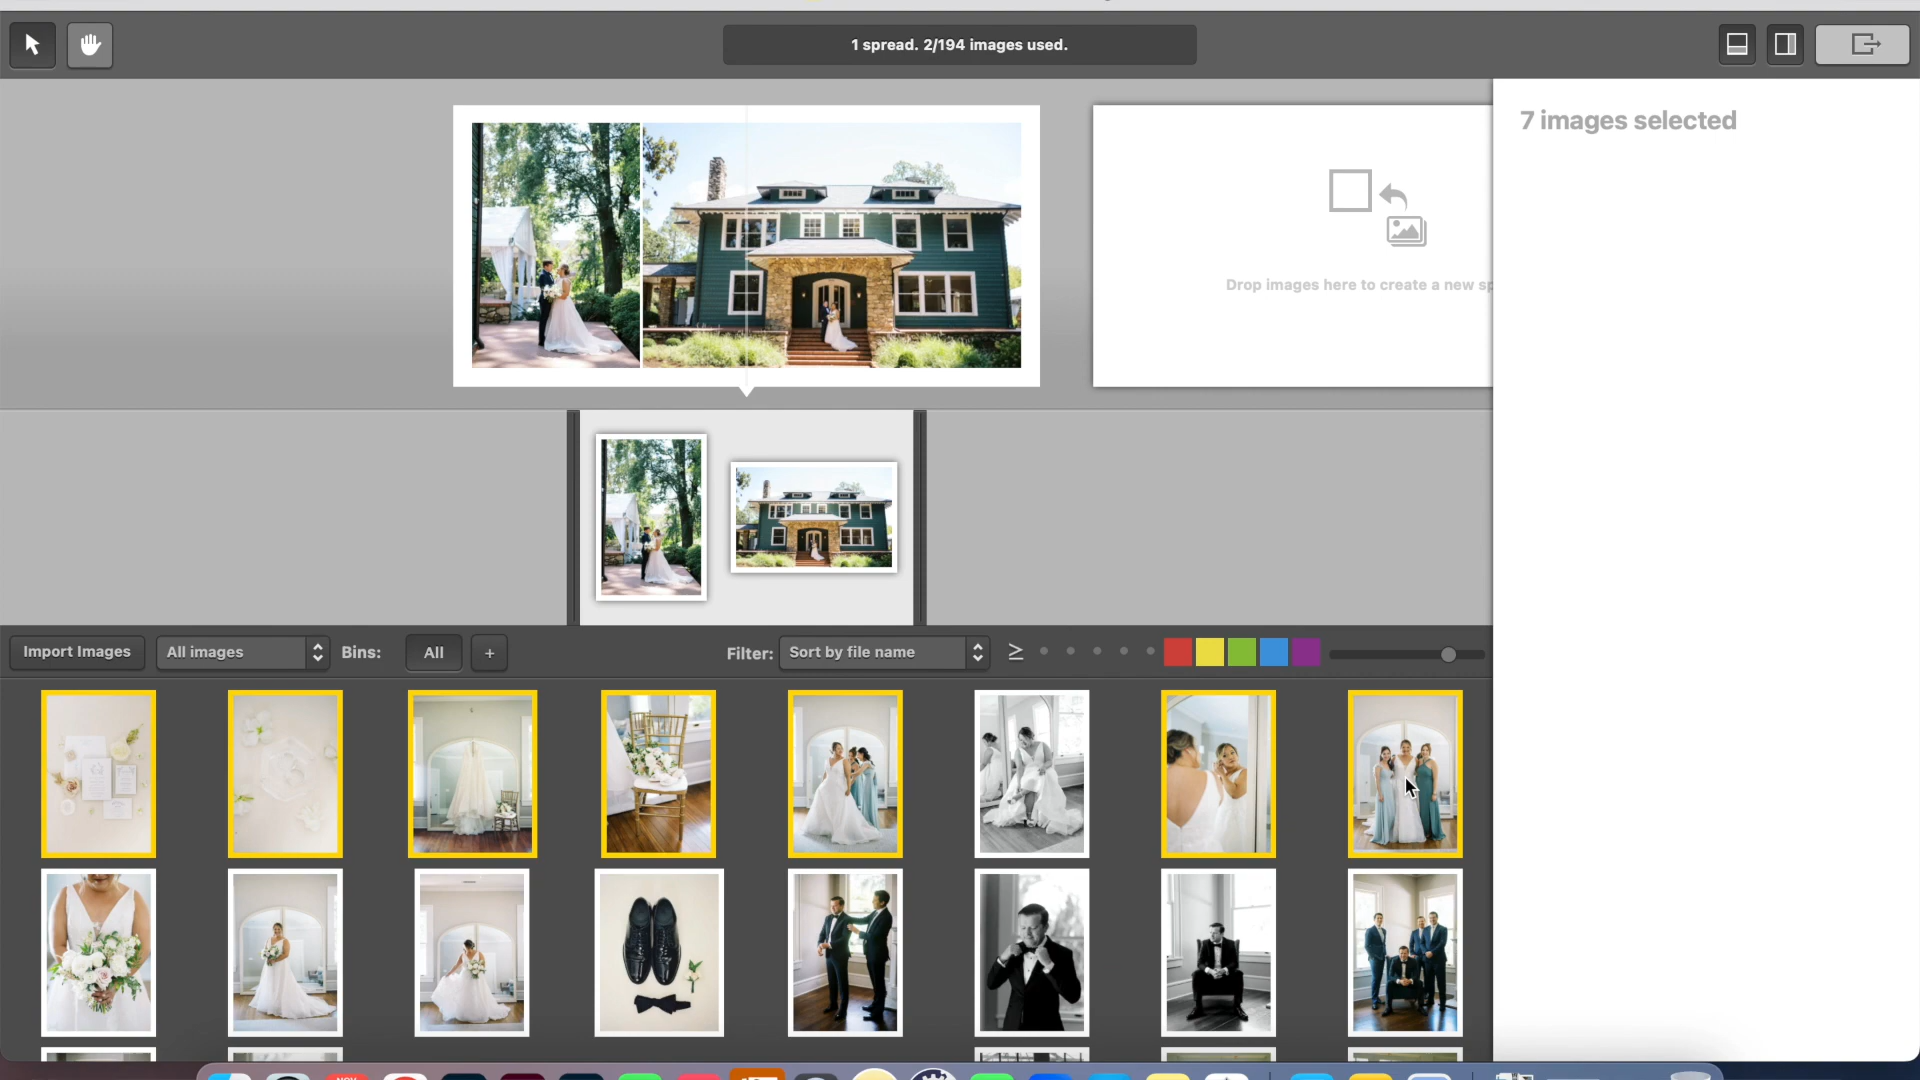 1 spread. 2/194 images used.
7 images selected
Drop images here to create a new sp
Import Images
All images
Bins:
All
+
Filter:
Sort by file name
≥
NOV